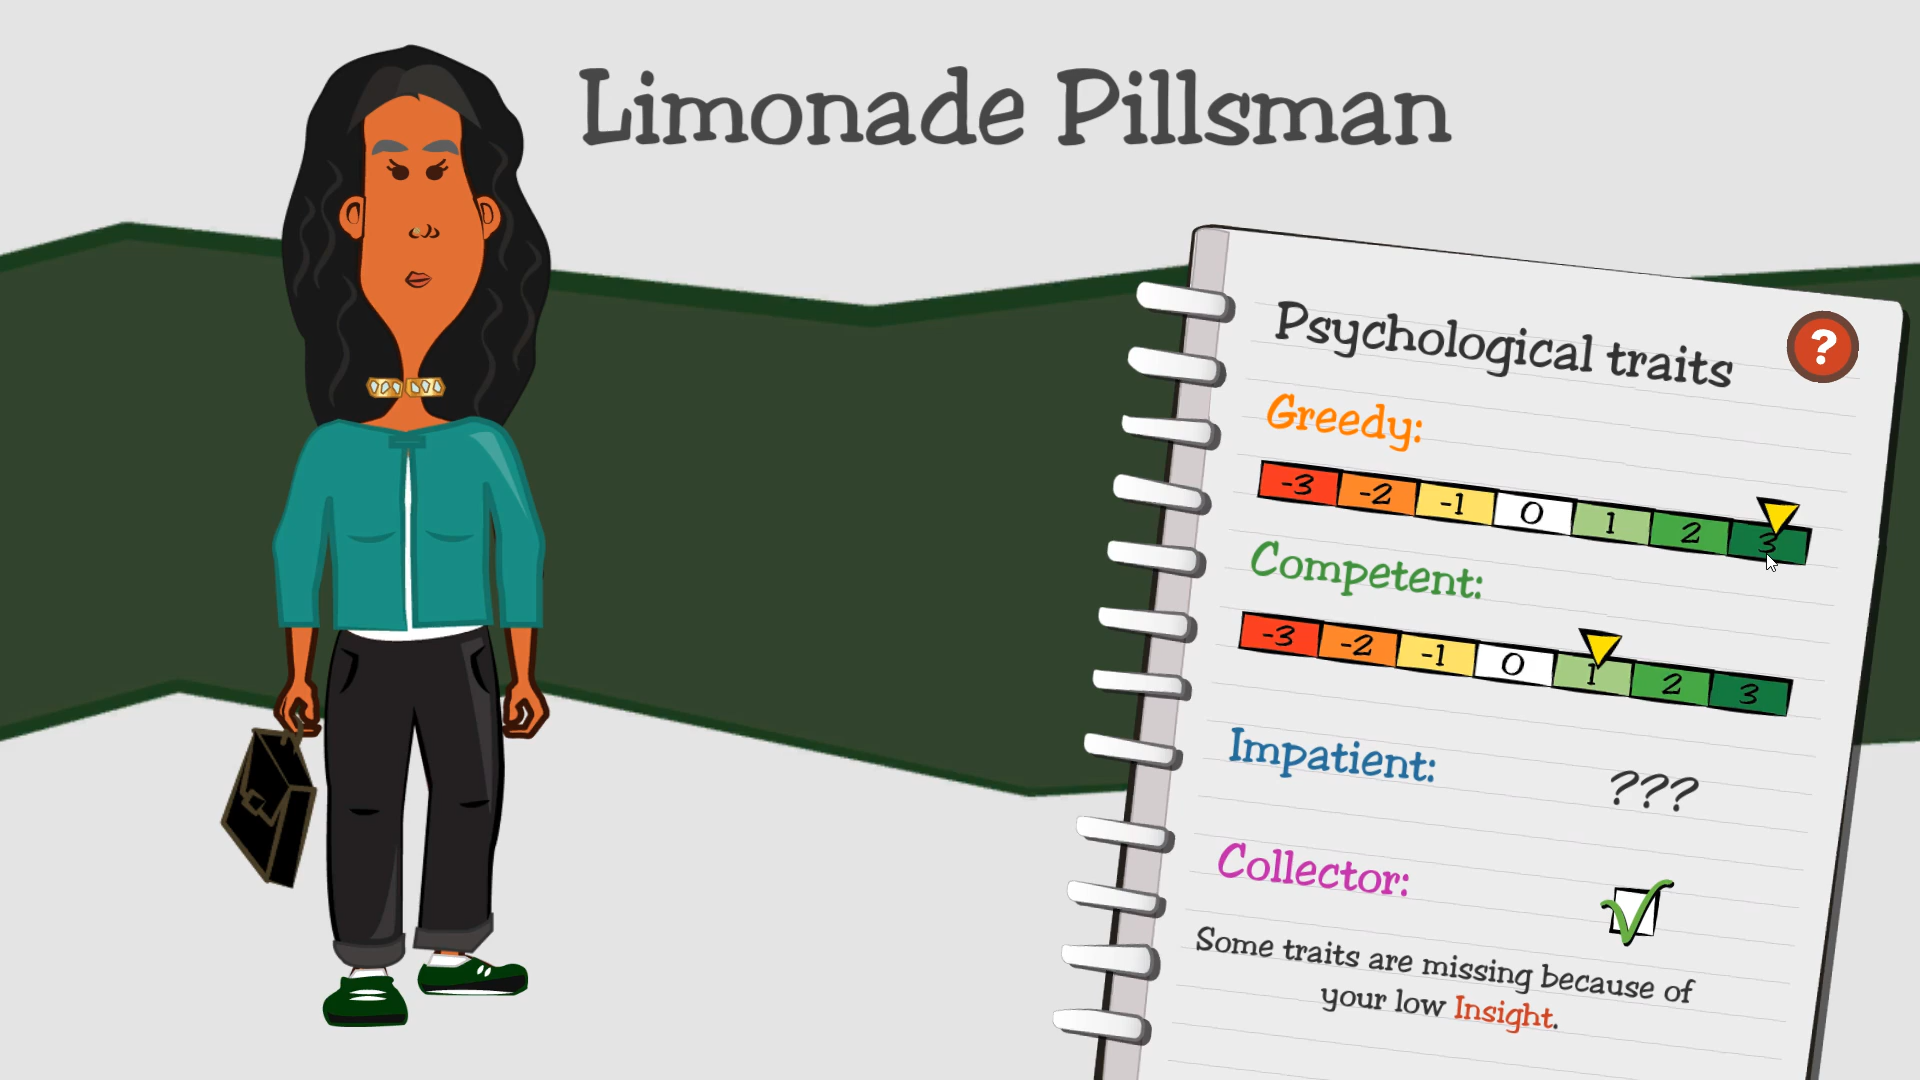 Limonade Pillsman
Psychological traits
?
Greedy:
-3 -2 -1 0 1 2 3
Competent:
-3 -2 -1 0 1 2 3
Impatient: ???
Collector:
Some traits are missing because of
your low Insight.